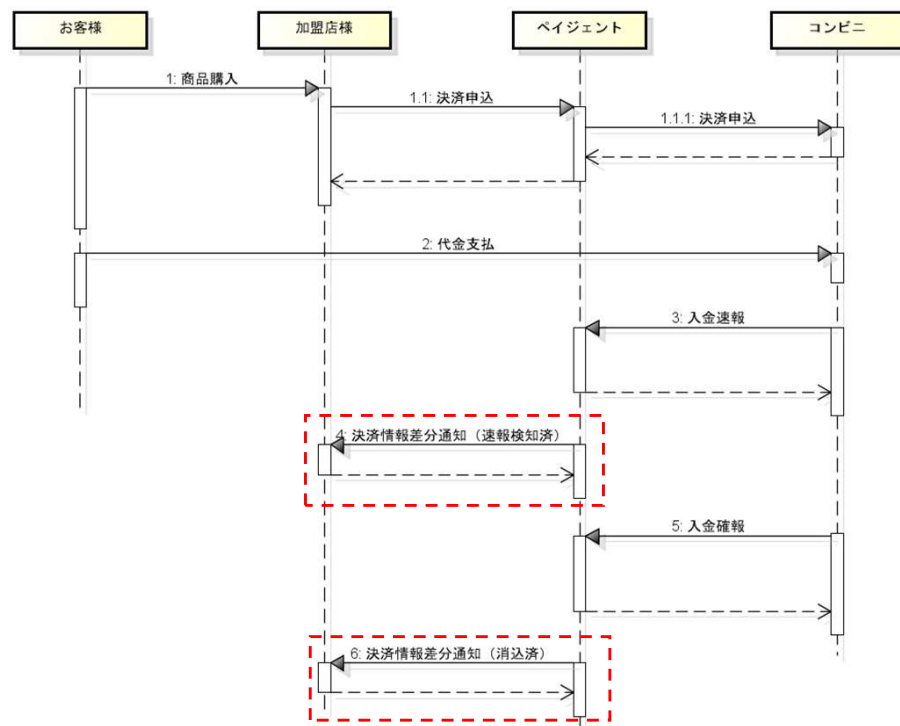 お客様
加盟店様
ペイジェント
コンビニ
1: 商品購入
1.1: 決済申込
1.1.1: 決済申込
2: 代金支払
3: 入金速報
4: 決済情報差分通知（速報検知済）
5: 入金確報
6: 決済情報差分通知（消込済）